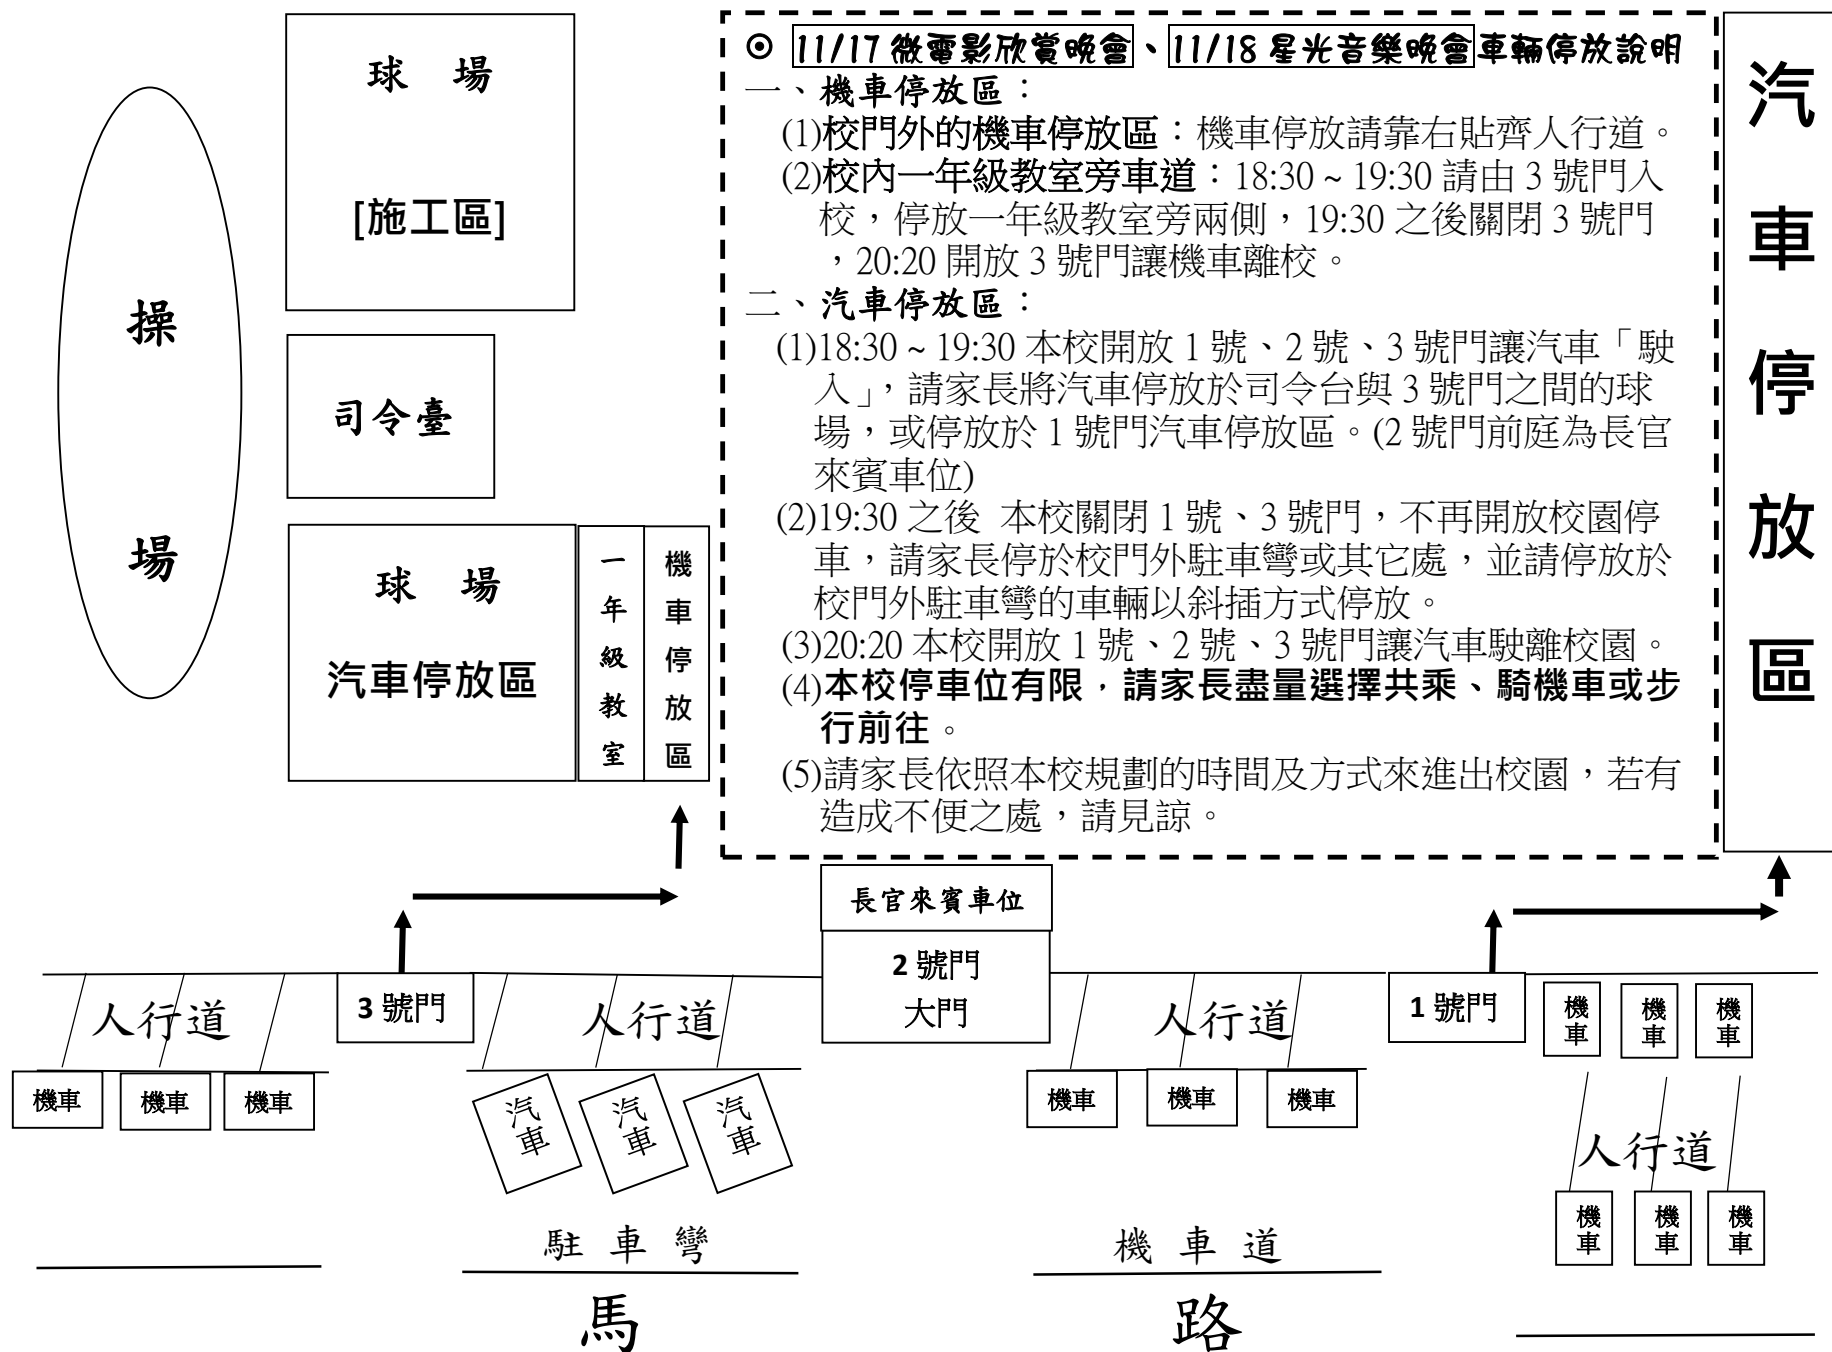 球 場
[施工區]
操場
司令臺
球 場
汽車停放區
一年級教室
機車停放區
⊙ 11/17 微電影欣賞晚會、11/18 星光音樂晚會車輛停放說明
一、機車停放區：
(1)校門外的機車停放區：機車停放請靠右貼齊人行道。
(2)校內一年級教室旁車道：18:30 ~ 19:30 請由 3 號門入
校，停放一年級教室旁兩側，19:30 之後關閉 3 號門
，20:20 開放 3 號門讓機車離校。
二、汽車停放區：
(1)18:30 ~ 19:30 本校開放 1 號、2 號、3 號門讓汽車「駛
入」，請家長將汽車停放於司令台與 3 號門之間的球
場，或停放於 1 號門汽車停放區。(2 號門前庭為長官
來賓車位)
(2)19:30 之後 本校關閉 1 號、3 號門，不再開放校園停
車，請家長停於校門外駐車彎或其它處，並請停放於
校門外駐車彎的車輛以斜插方式停放。
(3)20:20 本校開放 1 號、2 號、3 號門讓汽車駛離校園。
(4)本校停車位有限，請家長盡量選擇共乘、騎機車或步
行前往。
(5)請家長依照本校規劃的時間及方式來進出校園，若有
造成不便之處，請見諒。
汽車停放區
長官來賓車位
2 號門
大門
3 號門
1 號門
人行道
人行道
人行道
機車
機車
機車
機車
機車
機車
汽車
汽車
汽車
機車
機車
機車
人行道
機車
機車
機車
駐 車 彎
機 車 道
馬 路